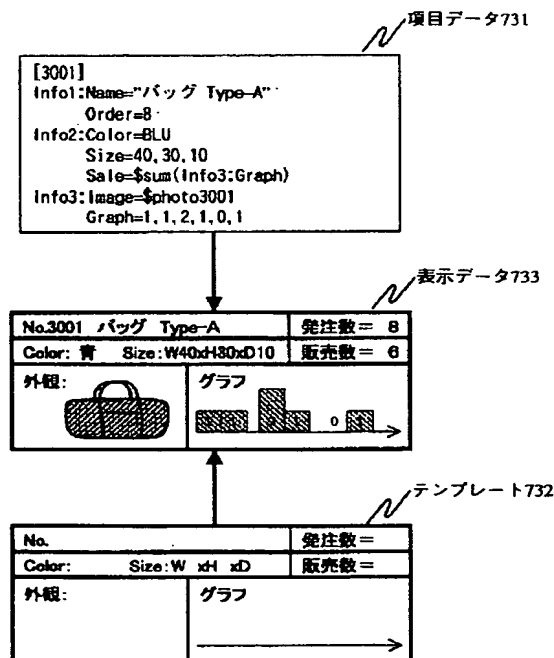 項目データ731
[3001]
Info1:Name="バッグ Type-A"
Order=8
Info2:Color=BLU
Size=40,30,10
Sale=$sum(Info3:Graph)
Info3:Image=$photo3001
Graph=1,1,2,1,0,1
表示データ733
No.3001 バッグ Type-A 発注数= 8
Color: 青 Size:W40xH30xD10 販売数= 6
外観: グラフ
0
テンプレート732
No. 発注数=
Color: Size:W xH xD 販売数=
外観: グラフ